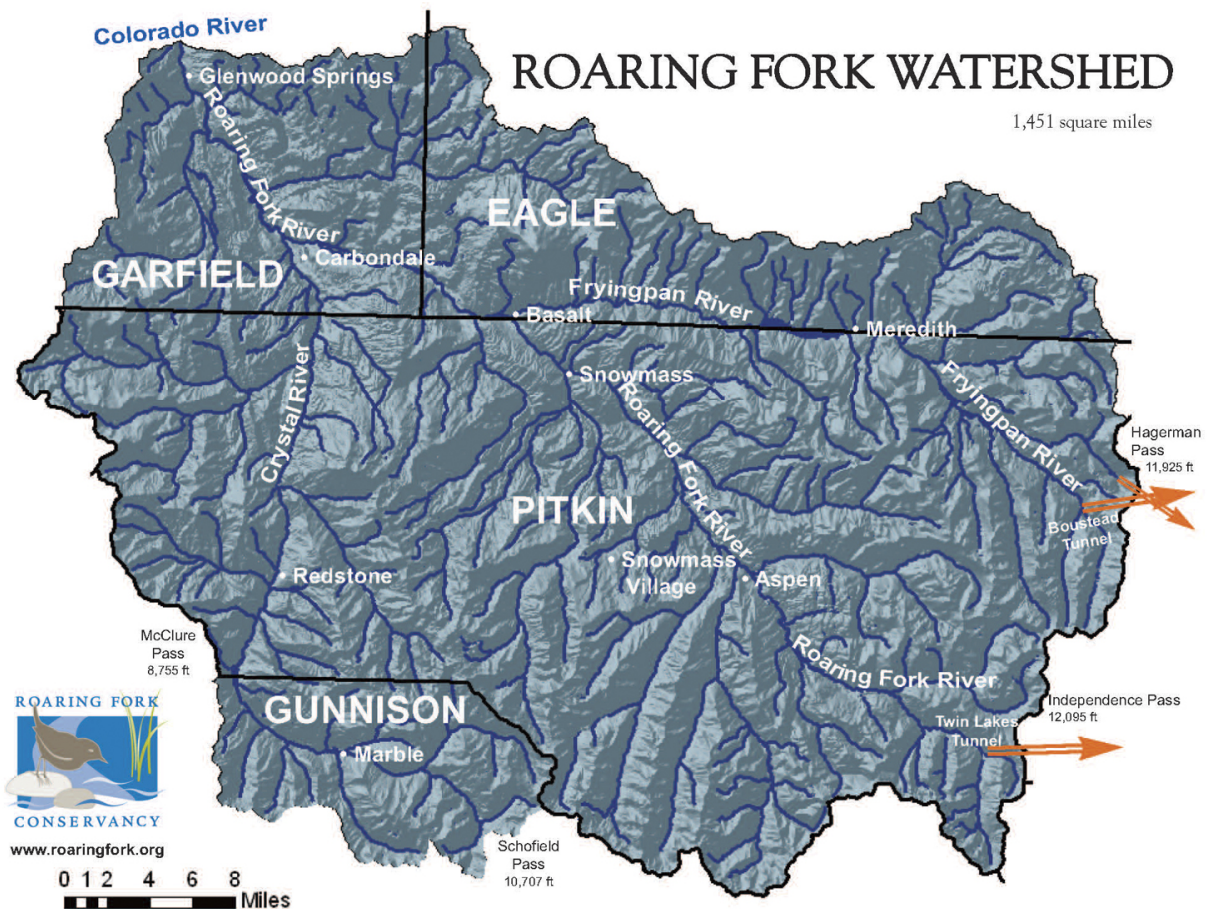 Colorado River
ROARING FORK WATERSHED
1,451 square miles
Glenwood Springs
Roaring Fork River
EAGLE
Carbondale
GARFIELD
Fryingpan River
Basalt
Meredith
Snowmass
Crystal River
Roaring Fork River
Fryingpan River
Hagerman
Pass
11,925 ft
PITKIN
Boustead
Tunnel
Snowmass
Village
Aspen
Redstone
McClure
Pass
8,755 ft
Roaring Fork River
GUNNISON
Independence Pass
12,095 ft
Twin Lakes
Tunnel
Marble
ROARING FORK
CONSERVANCY
www.roaringfork.org
Schofield
Pass
10,707 ft
0 1 2 4 6 8
Miles